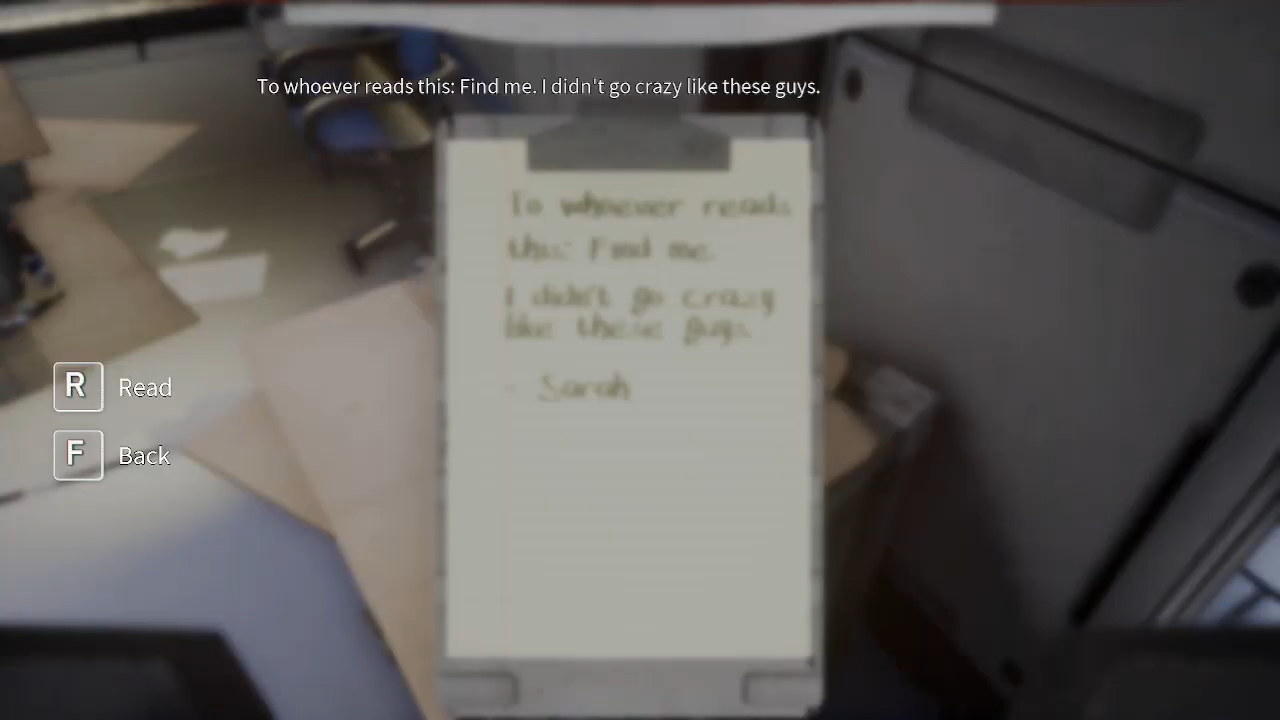 To whoever reads this: Find me. I didn't go crazy like these guys.
To whoever reads
this: Find me.
I didn't go crazy
like these guys.
- Sarah
R Read
F Back